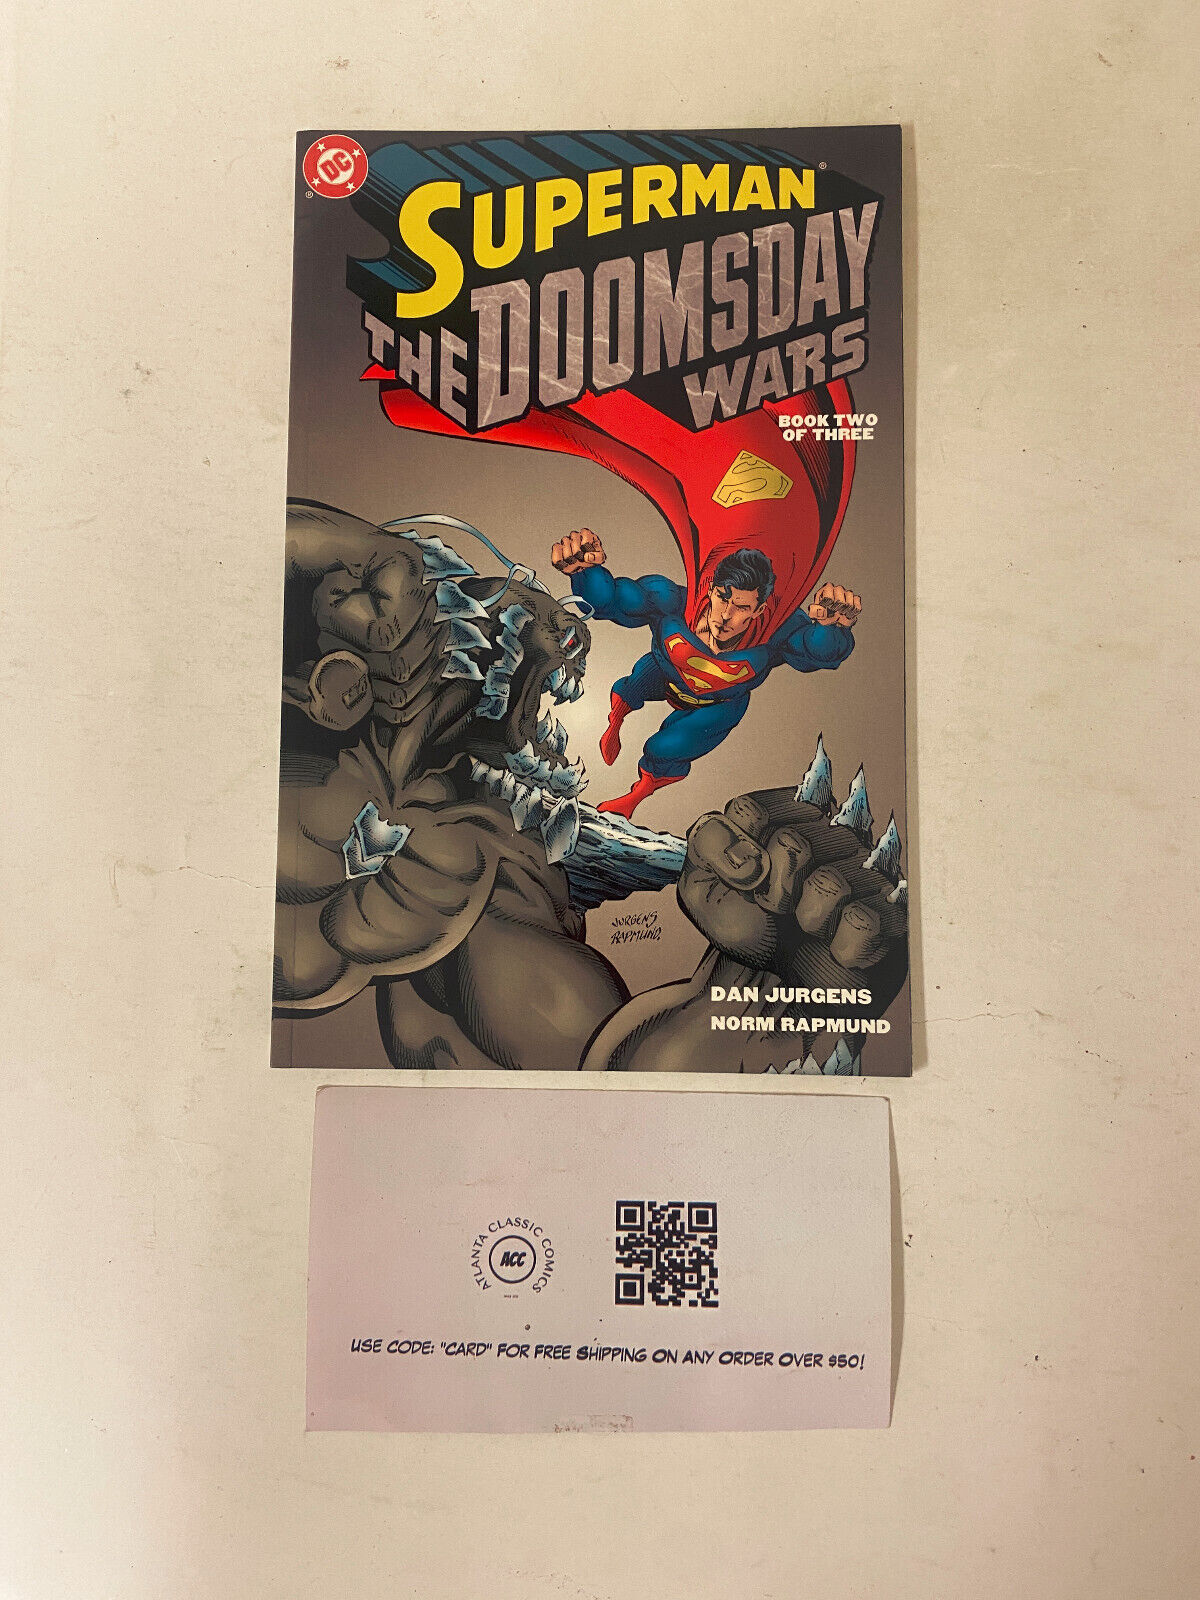 DC
®
SUPERMAN®
THE DOOMSDAY
WARS
BOOK TWO
OF THREE
S
S
JURGENS
RAPMUND.
DAN JURGENS
NORM RAPMUND
ATLANTA CLASSIC COMICS
ACC
USE CODE: "CARD" FOR FREE SHIPPING ON ANY ORDER OVER $50!